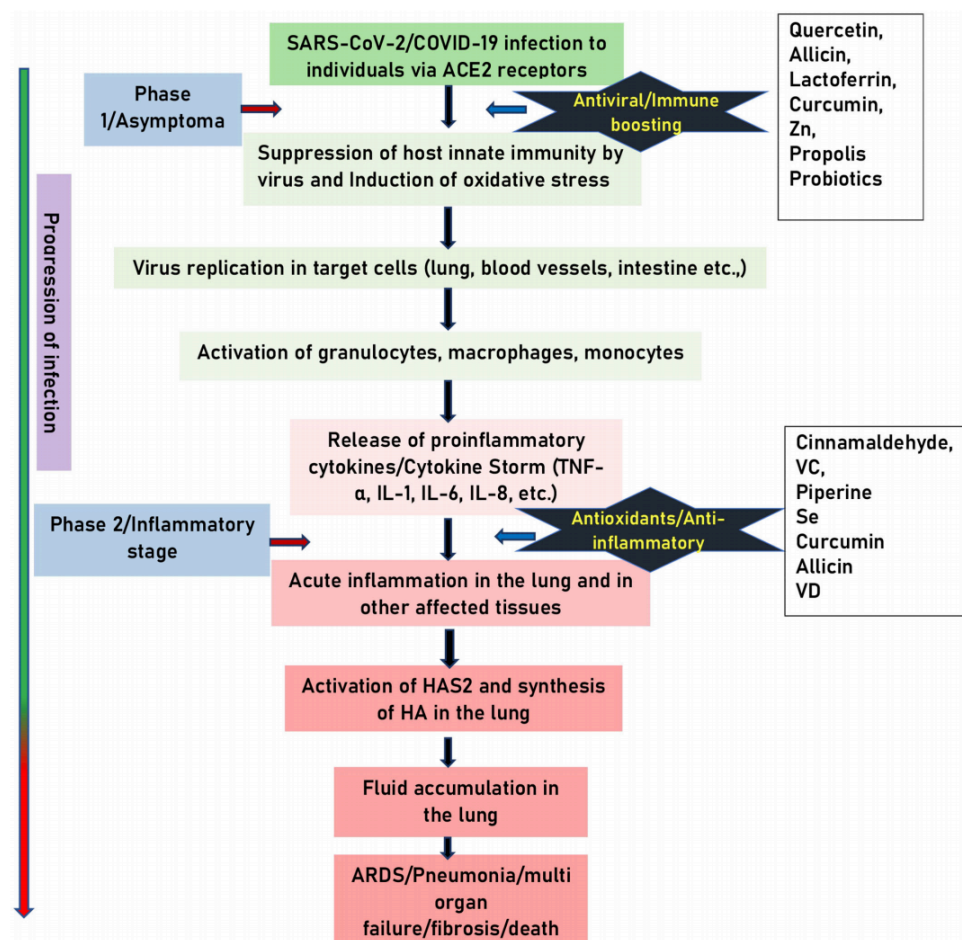 SARS-CoV-2/COVID-19 infection to
individuals via ACE2 receptors
Phase
1/Asymptoma
Antiviral/Immune
boosting
Quercetin,
Allicin,
Lactoferrin,
Curcumin,
Zn,
Propolis
Probiotics
Suppression of host innate immunity by
virus and Induction of oxidative stress
Progression of
infection
Virus replication in target cells (lung, blood vessels, intestine etc.,)
Activation of granulocytes, macrophages, monocytes
Release of proinflammatory
cytokines/Cytokine Storm (TNF-
α, IL-1, IL-6, IL-8, etc.)
Phase 2/Inflammatory
stage
Antioxidants/Anti-
inflammatory
Cinnamaldehyde,
VC,
Piperine
Se
Curcumin
Allicin
VD
Acute inflammation in the lung and in
other affected tissues
Activation of HAS2 and synthesis
of HA in the lung
Fluid accumulation in
the lung
ARDS/Pneumonia/multi
organ
failure/fibrosis/death